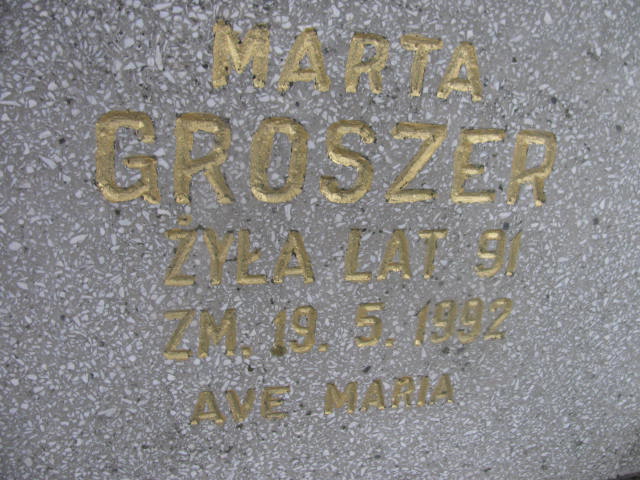 MARTA
GROSZER
ŻYŁA LAT 91
ZM. 19. 5. 1992
AVE MARIA